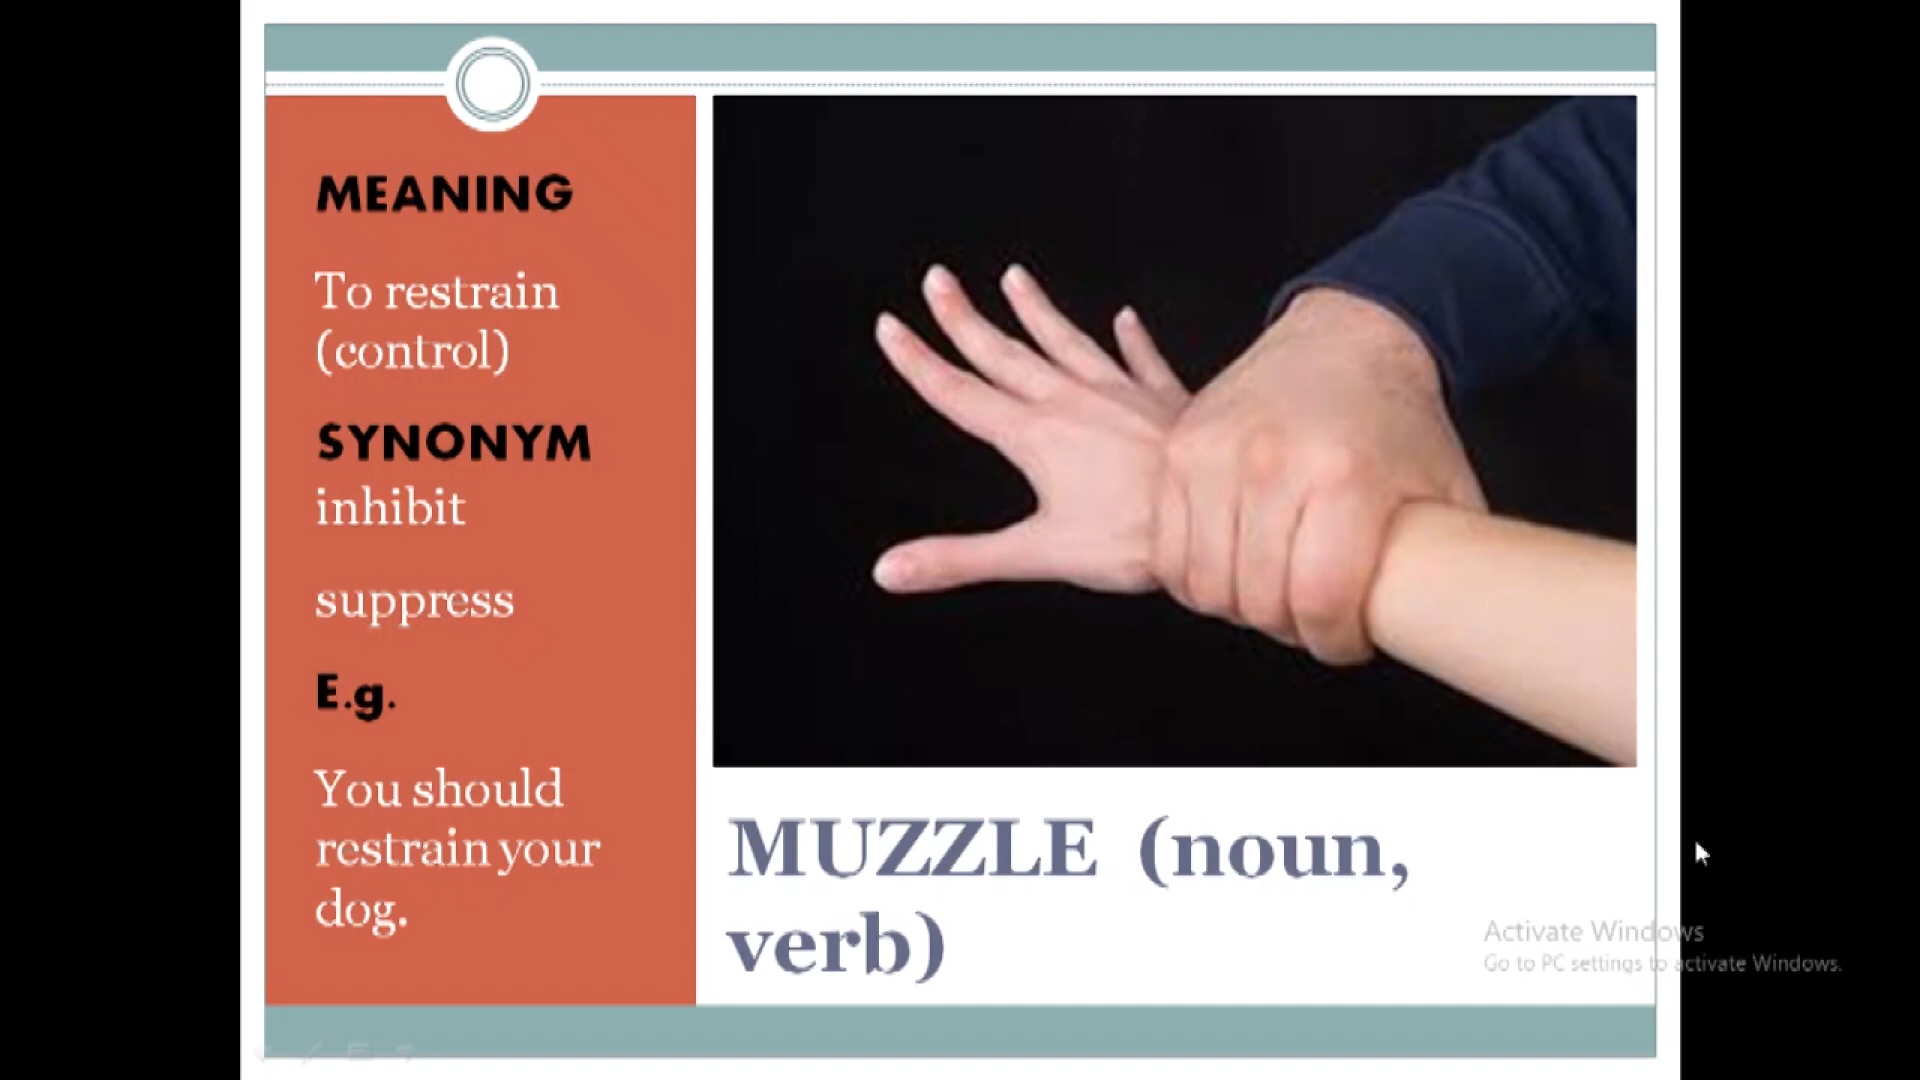 MEANING
To restrain
(control)
SYNONYM
inhibit
suppress
E.g.
You should
restrain your
dog.
MUZZLE (noun,
verb)
Activate Windows
Go to PC settings to activate Windows.